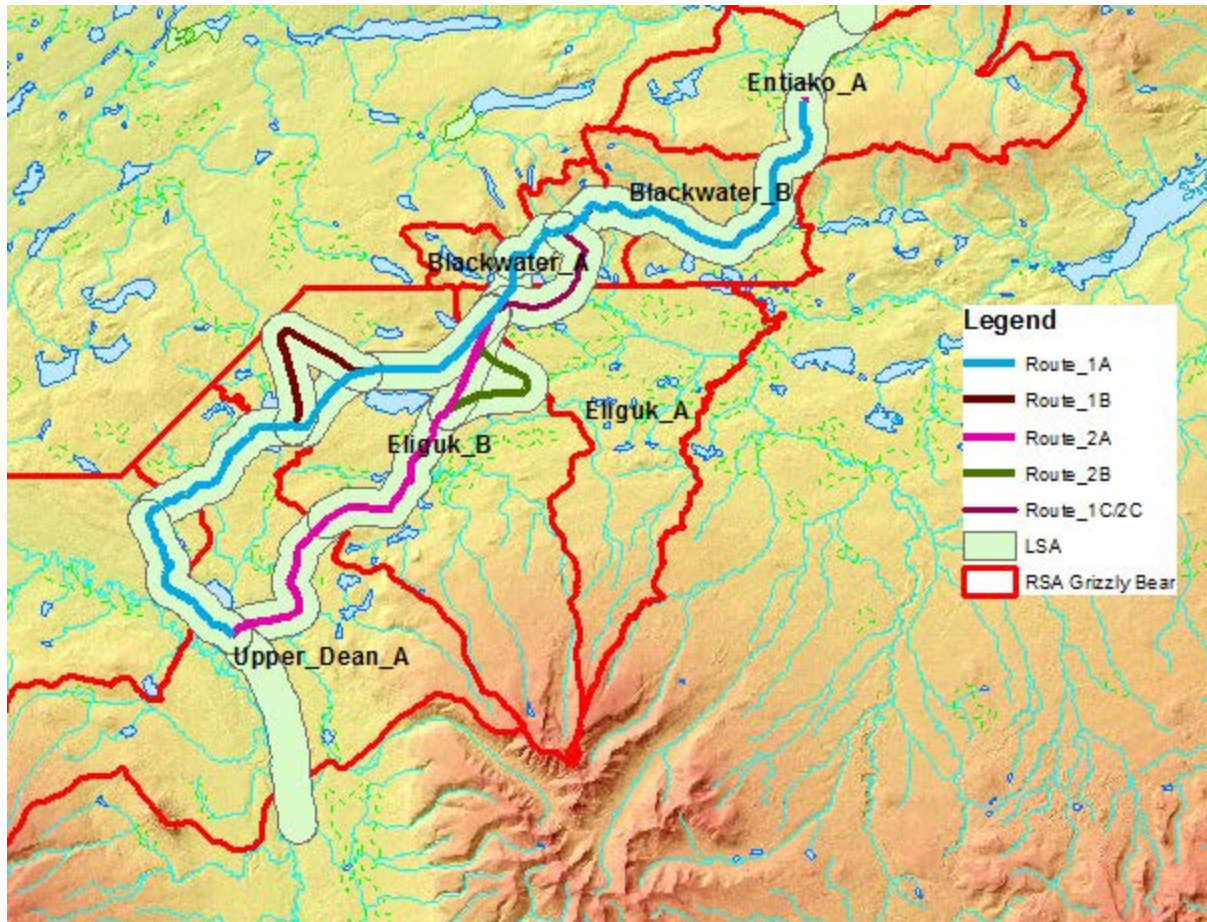 Entiako_A
Blackwater_B
Blackwater_A
Eliguk_A
Eliguk_B
Upper_Dean_A
Legend
Route_1A
Route_1B
Route_2A
Route_2B
Route_1C/2C
LSA
RSA Grizzly Bear